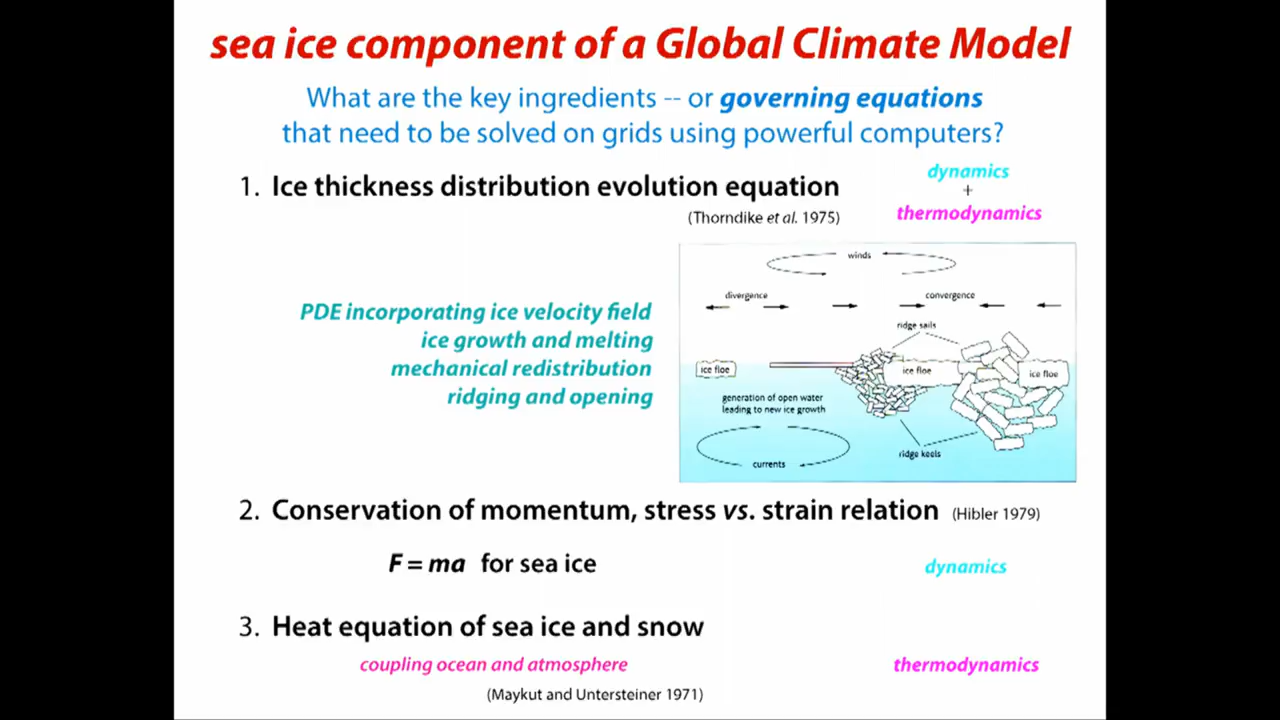 sea ice component of a Global Climate Model
What are the key ingredients -- or governing equations
that need to be solved on grids using powerful computers?
1. Ice thickness distribution evolution equation
(Thorndike et al. 1975)
dynamics
+
thermodynamics
PDE incorporating ice velocity field
ice growth and melting
mechanical redistribution
ridging and opening
winds
divergence
convergence
ridge sails
ice floe
ice floe
ice floe
generation of open water
leading to new ice growth
currents
ridge keels
2. Conservation of momentum, stress vs. strain relation (Hibler 1979)
F = ma for sea ice
dynamics
3. Heat equation of sea ice and snow
coupling ocean and atmosphere
thermodynamics
(Maykut and Untersteiner 1971)